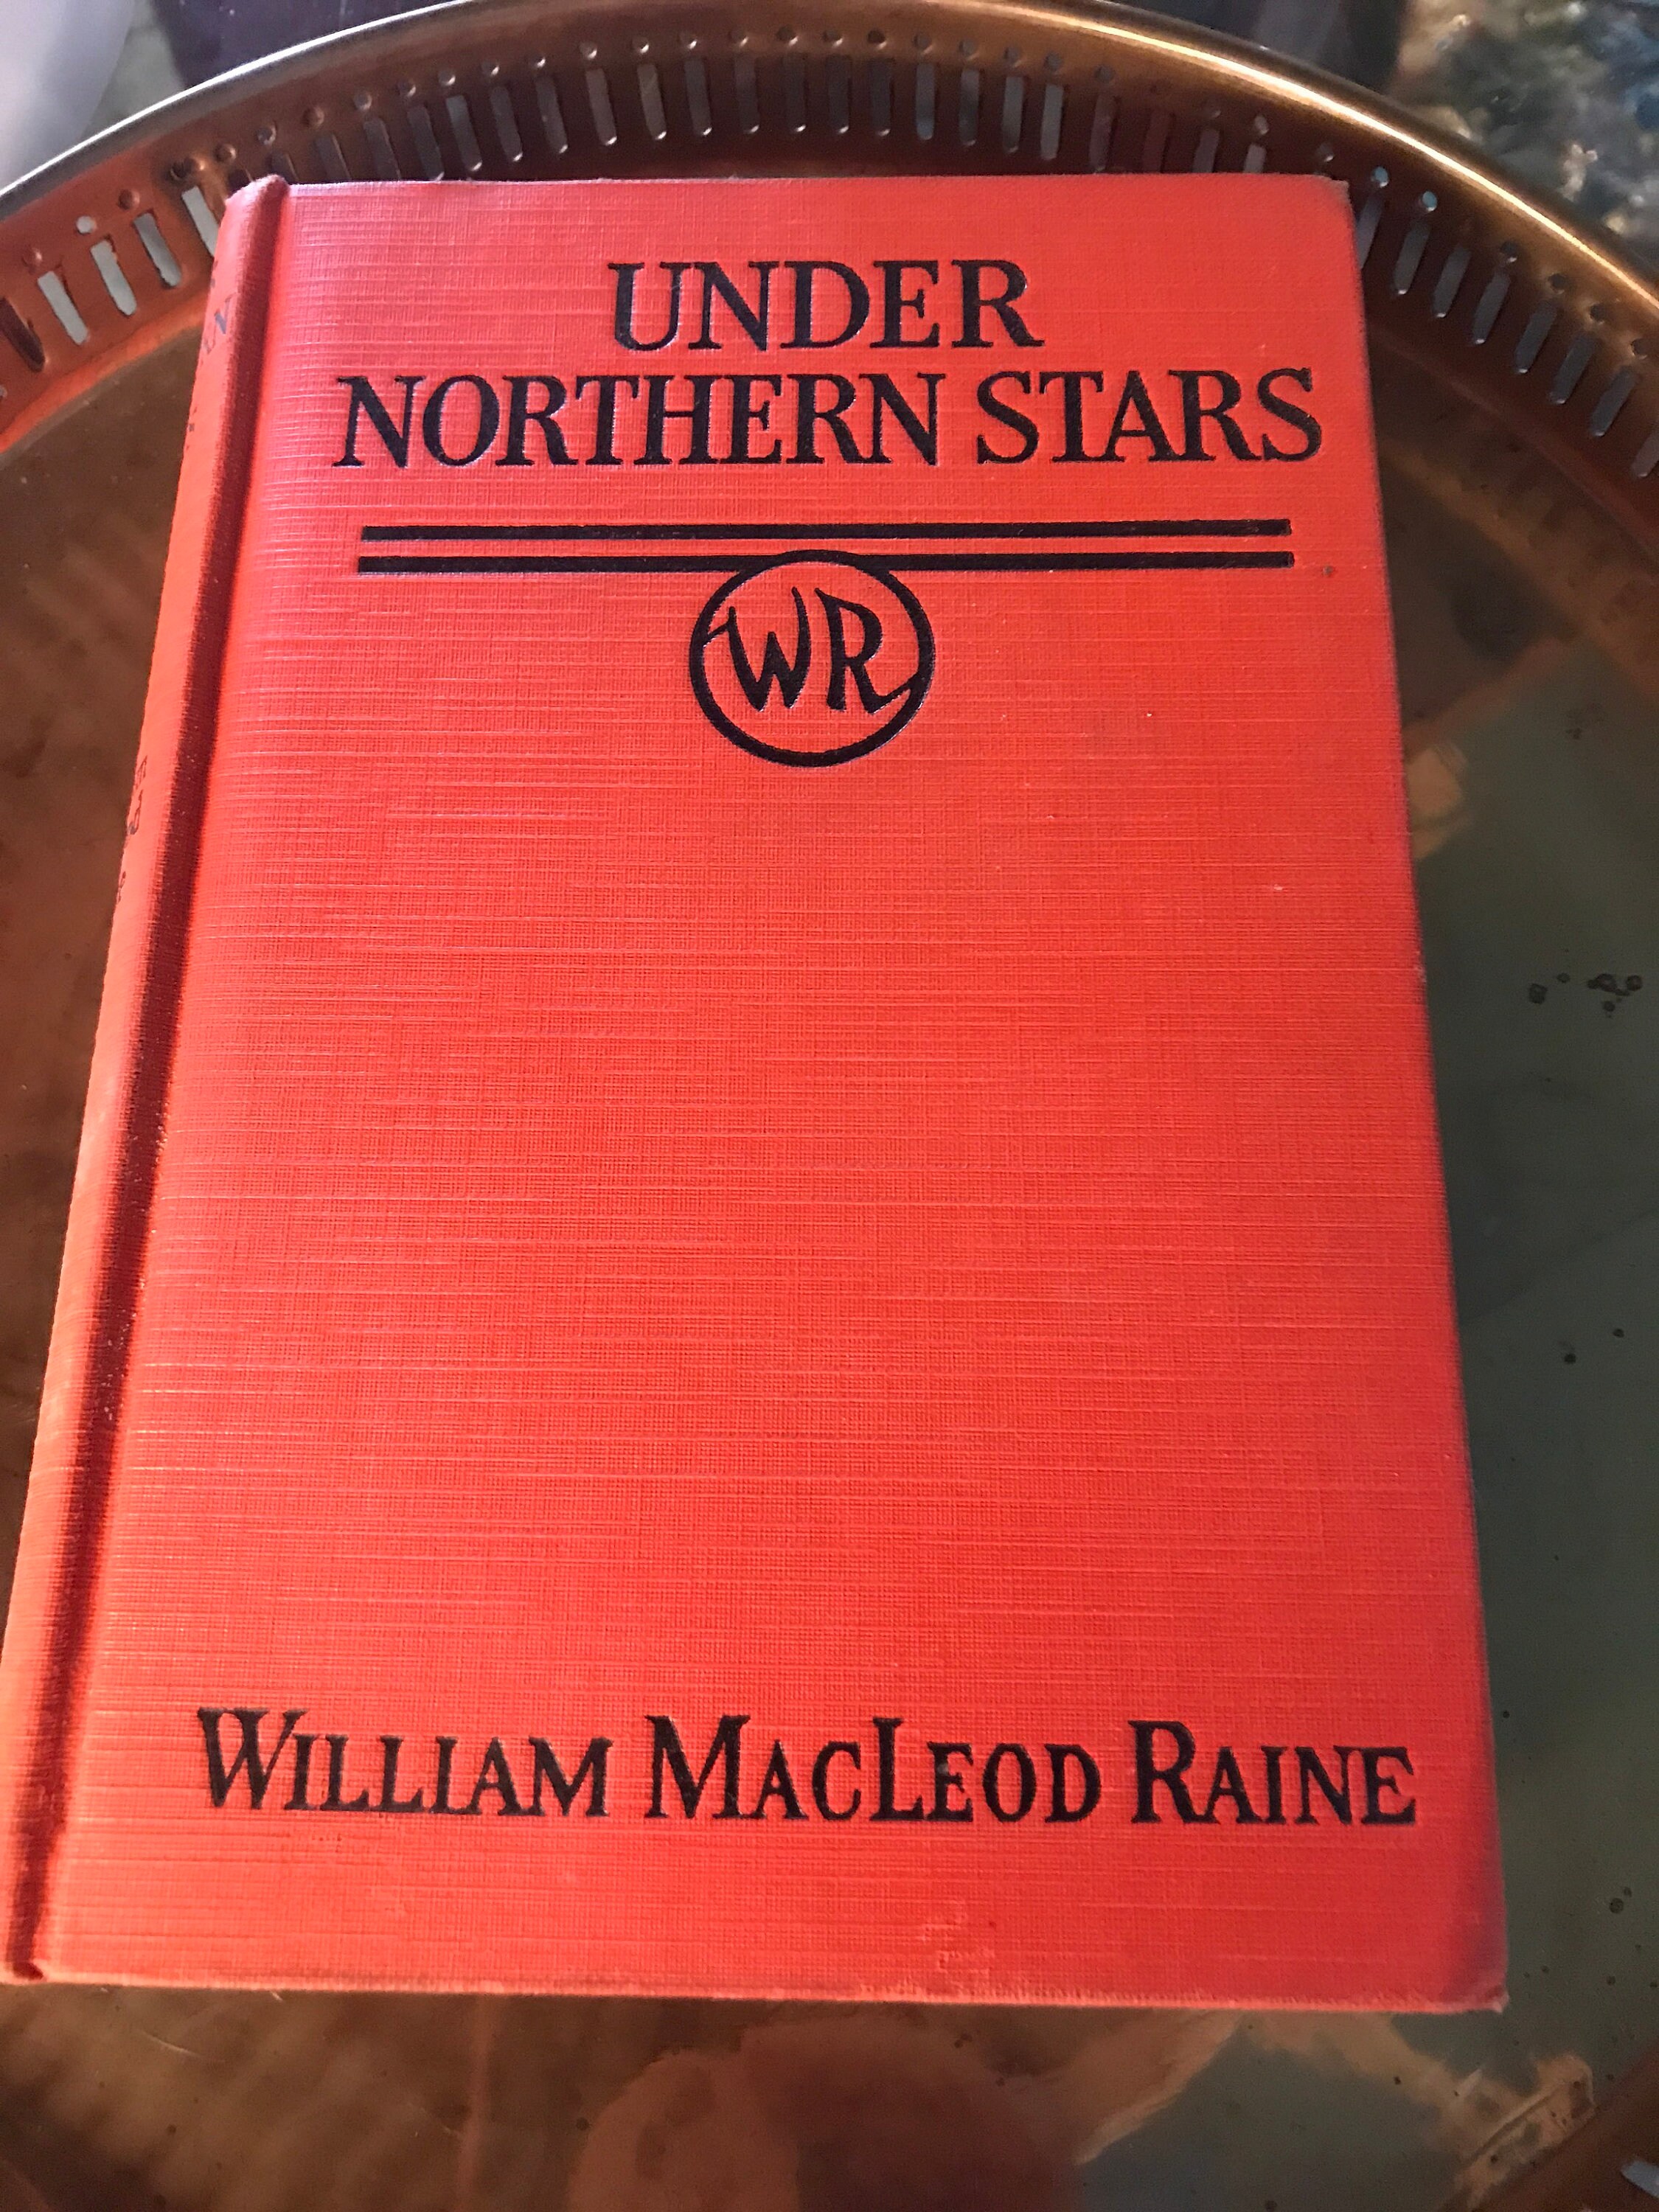 UNDER
NORTHERN STARS
WR
WILLIAM MACLEOD RAINE